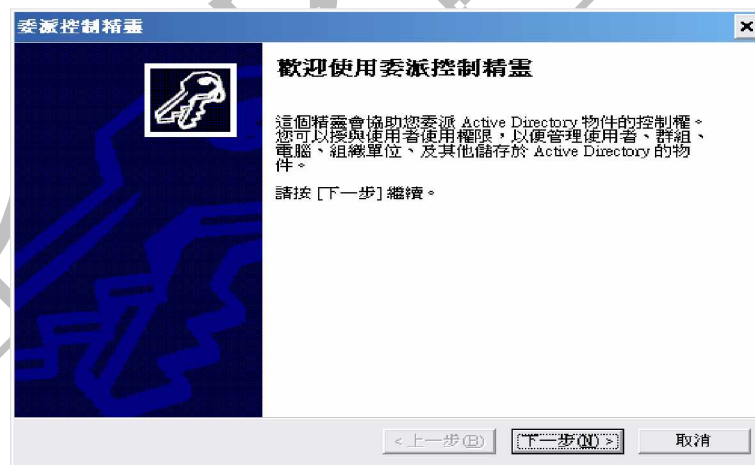 委派控制精靈
歡迎使用委派控制精靈
這個精靈會協助您委派 Active Directory 物件的控制權。
您可以授與使用者使用權限，以便管理使用者、群組、
電腦、組織單位、及其他儲存於 Active Directory 的物
件。
請按 [下一步] 繼續。
< 上一步(B) 下一步(N) > 取消